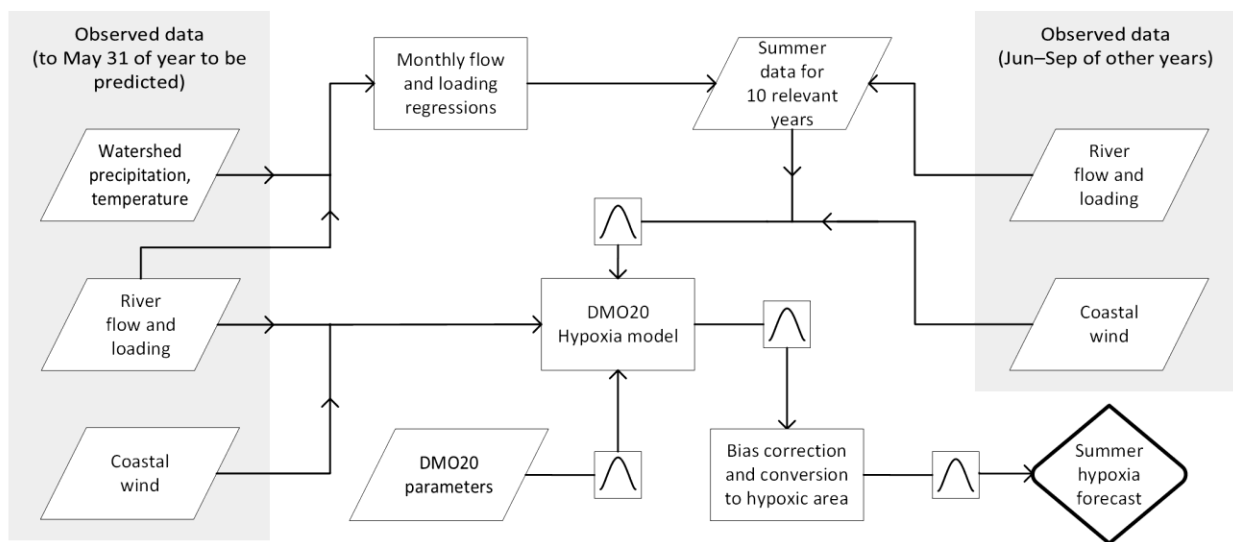 Observed data
(to May 31 of year to be
predicted)
Watershed
precipitation,
temperature
River
flow and
loading
Coastal
wind
Monthly flow
and loading
regressions
Summer
data for
10 relevant
years
DMO20
Hypoxia model
DMO20
parameters
Bias correction
and conversion
to hypoxic area
Observed data
(Jun–Sep of other years)
River
flow and
loading
Coastal
wind
Summer
hypoxia
forecast